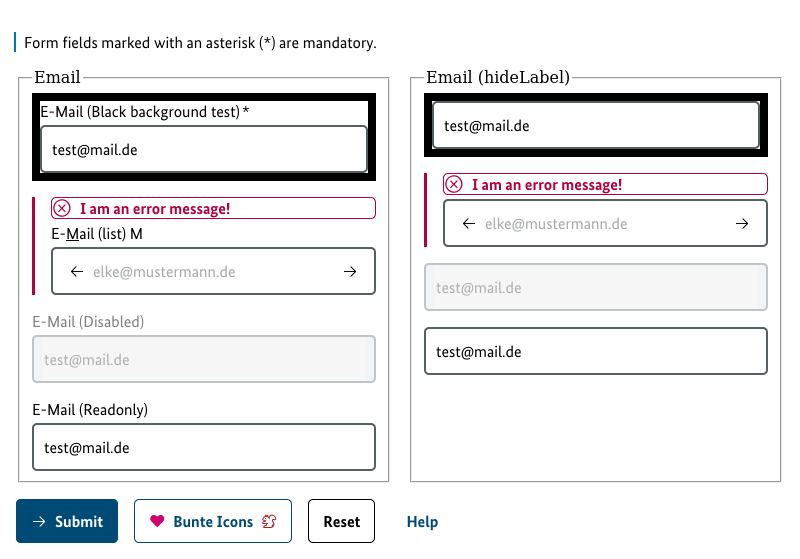 Form fields marked with an asterisk (*) are mandatory.
Email
E-Mail (Black background test) *
test@mail.de
I am an error message!
E-Mail (list) M
elke@mustermann.de
E-Mail (Disabled)
test@mail.de
E-Mail (Readonly)
test@mail.de
Email (hideLabel)
test@mail.de
I am an error message!
elke@mustermann.de
test@mail.de
test@mail.de
Submit
Bunte Icons
Reset
Help